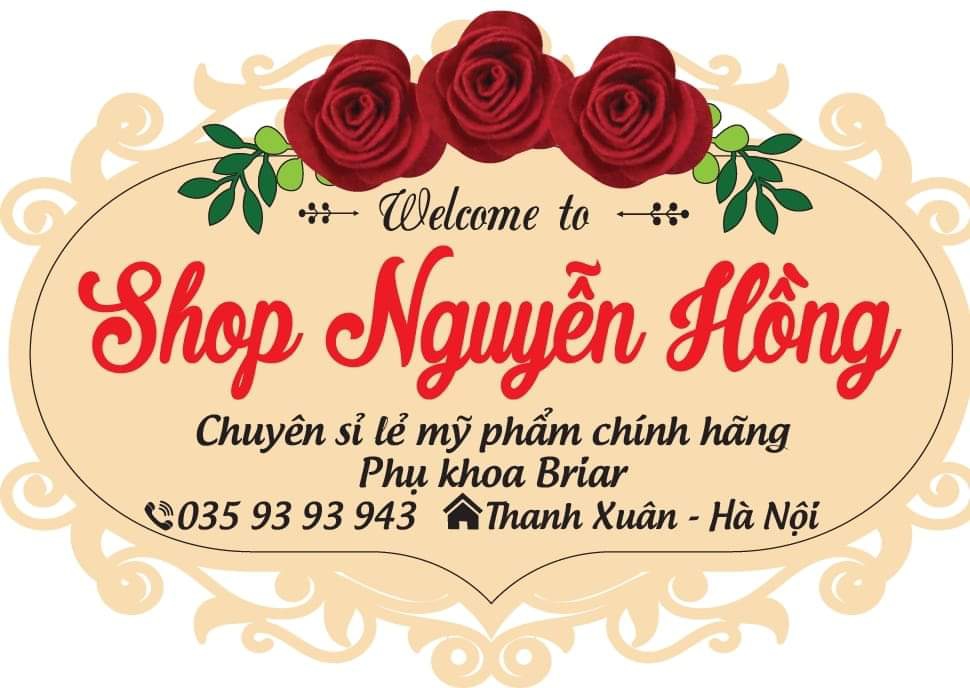 Welcome to
Shop Nguyễn Hồng
Chuyên sỉ lẻ mỹ phẩm chính hãng
Phụ khoa Briar
035 93 93 943 Thanh Xuân - Hà Nội